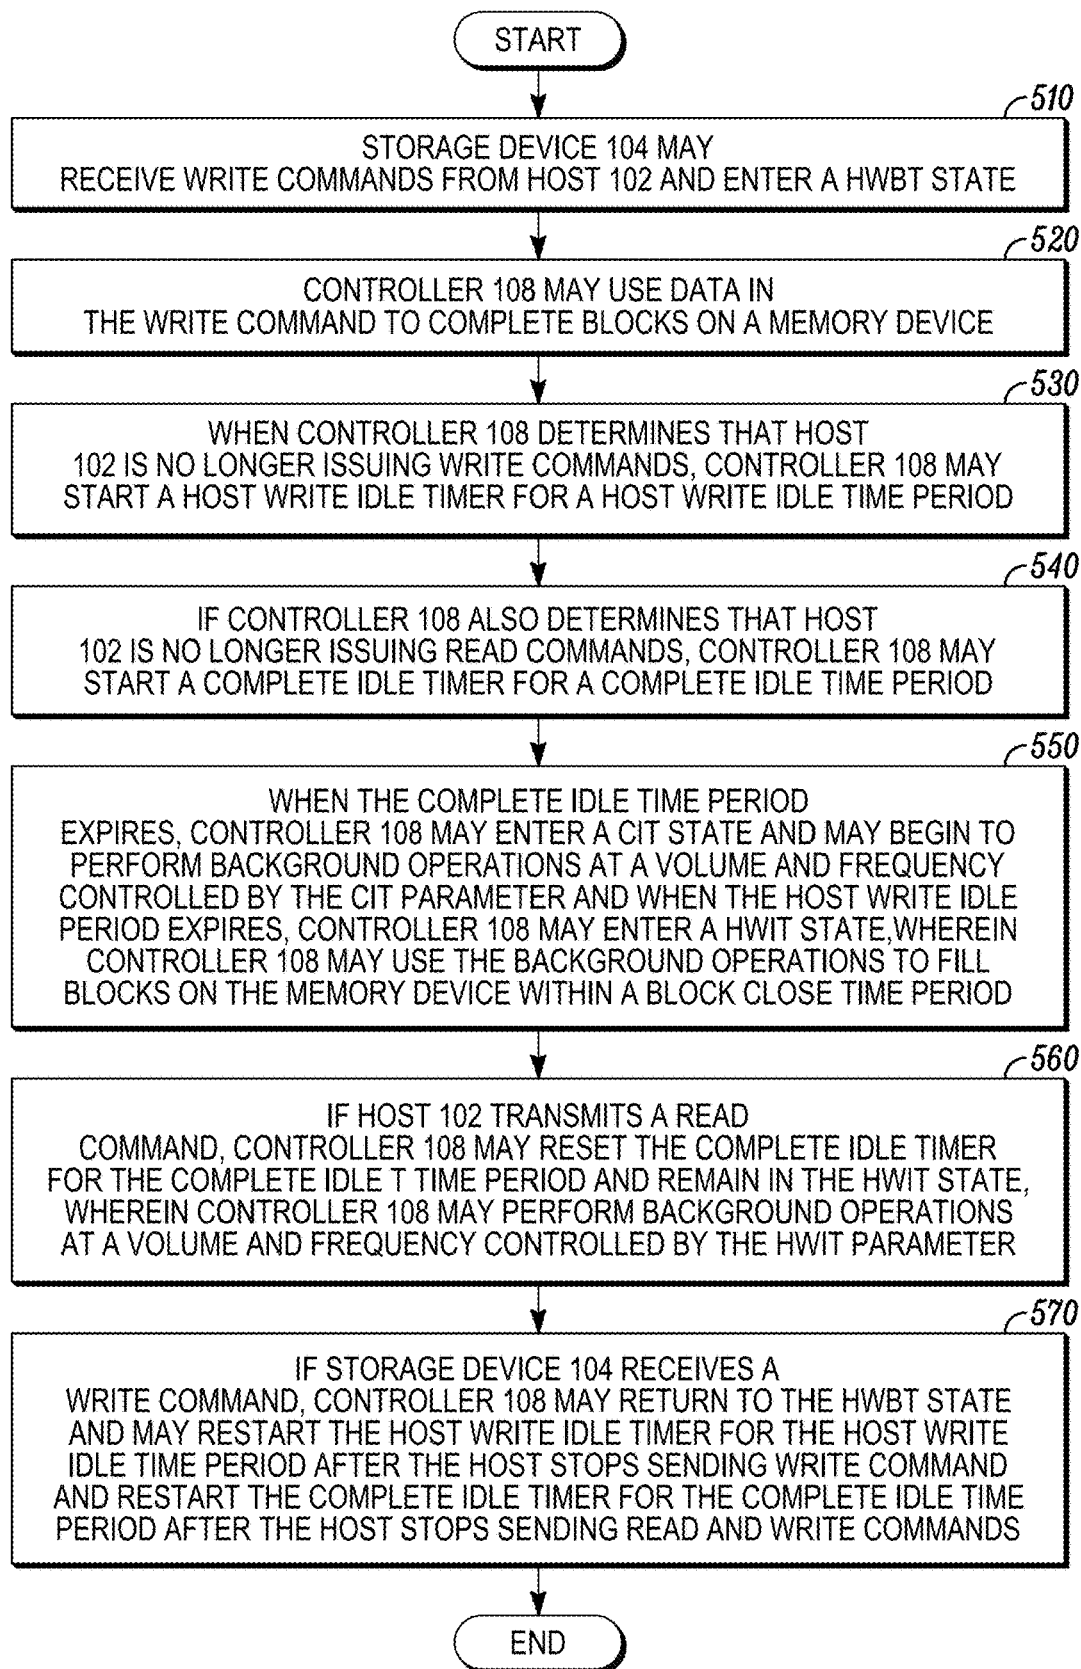 START
510
STORAGE DEVICE 104 MAY
RECEIVE WRITE COMMANDS FROM HOST 102 AND ENTER A HWBT STATE
520
CONTROLLER 108 MAY USE DATA IN
THE WRITE COMMAND TO COMPLETE BLOCKS ON A MEMORY DEVICE
530
WHEN CONTROLLER 108 DETERMINES THAT HOST
102 IS NO LONGER ISSUING WRITE COMMANDS, CONTROLLER 108 MAY
START A HOST WRITE IDLE TIMER FOR A HOST WRITE IDLE TIME PERIOD
540
IF CONTROLLER 108 ALSO DETERMINES THAT HOST
102 IS NO LONGER ISSUING READ COMMANDS, CONTROLLER 108 MAY
START A COMPLETE IDLE TIMER FOR A COMPLETE IDLE TIME PERIOD
550
WHEN THE COMPLETE IDLE TIME PERIOD
EXPIRES, CONTROLLER 108 MAY ENTER A CIT STATE AND MAY BEGIN TO
PERFORM BACKGROUND OPERATIONS AT A VOLUME AND FREQUENCY
CONTROLLED BY THE CIT PARAMETER AND WHEN THE HOST WRITE IDLE
PERIOD EXPIRES, CONTROLLER 108 MAY ENTER A HWIT STATE,WHEREIN
CONTROLLER 108 MAY USE THE BACKGROUND OPERATIONS TO FILL
BLOCKS ON THE MEMORY DEVICE WITHIN A BLOCK CLOSE TIME PERIOD
560
IF HOST 102 TRANSMITS A READ
COMMAND, CONTROLLER 108 MAY RESET THE COMPLETE IDLE TIMER
FOR THE COMPLETE IDLE T TIME PERIOD AND REMAIN IN THE HWIT STATE,
WHEREIN CONTROLLER 108 MAY PERFORM BACKGROUND OPERATIONS
AT A VOLUME AND FREQUENCY CONTROLLED BY THE HWIT PARAMETER
570
IF STORAGE DEVICE 104 RECEIVES A
WRITE COMMAND, CONTROLLER 108 MAY RETURN TO THE HWBT STATE
AND MAY RESTART THE HOST WRITE IDLE TIMER FOR THE HOST WRITE
IDLE TIME PERIOD AFTER THE HOST STOPS SENDING WRITE COMMAND
AND RESTART THE COMPLETE IDLE TIMER FOR THE COMPLETE IDLE TIME
PERIOD AFTER THE HOST STOPS SENDING READ AND WRITE COMMANDS
END